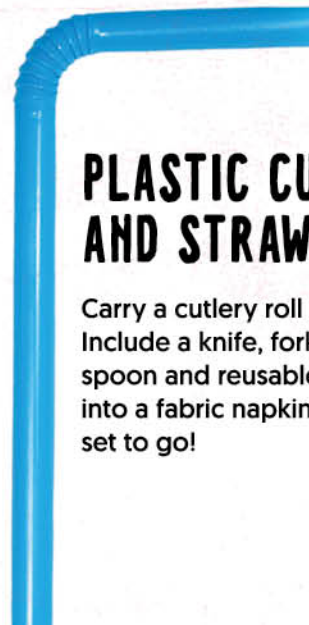 PLASTIC CU
AND STRAW
Carry a cutlery roll
Include a knife, fork
spoon and reusable
into a fabric napkin
set to go!